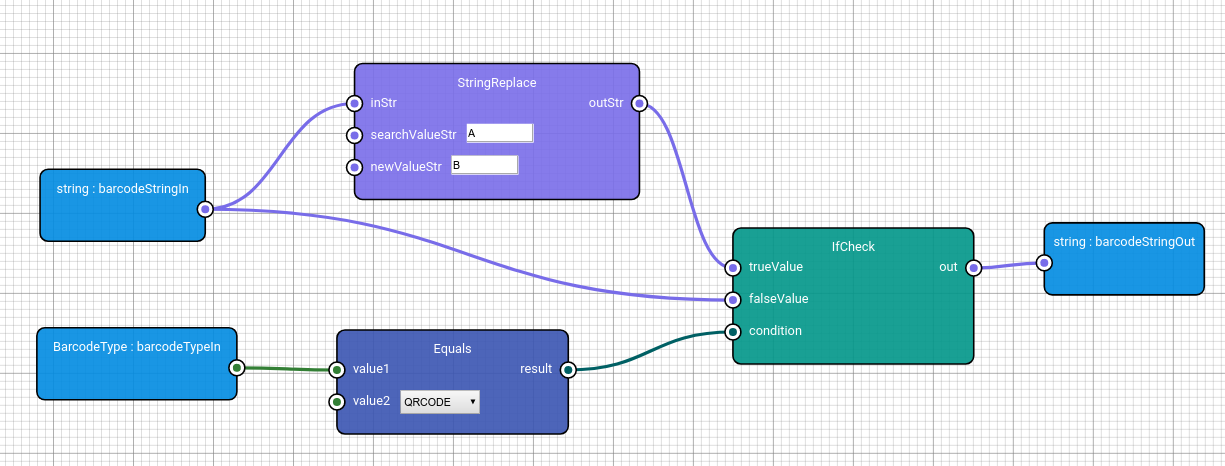 StringReplace
inStr
outStr
searchValueStr A
newValueStr B
string : barcodeStringIn
IfCheck
trueValue
out
falseValue
condition
string : barcodeStringOut
BarcodeType : barcodeTypeIn
Equals
value1
result
value2 QRCODE